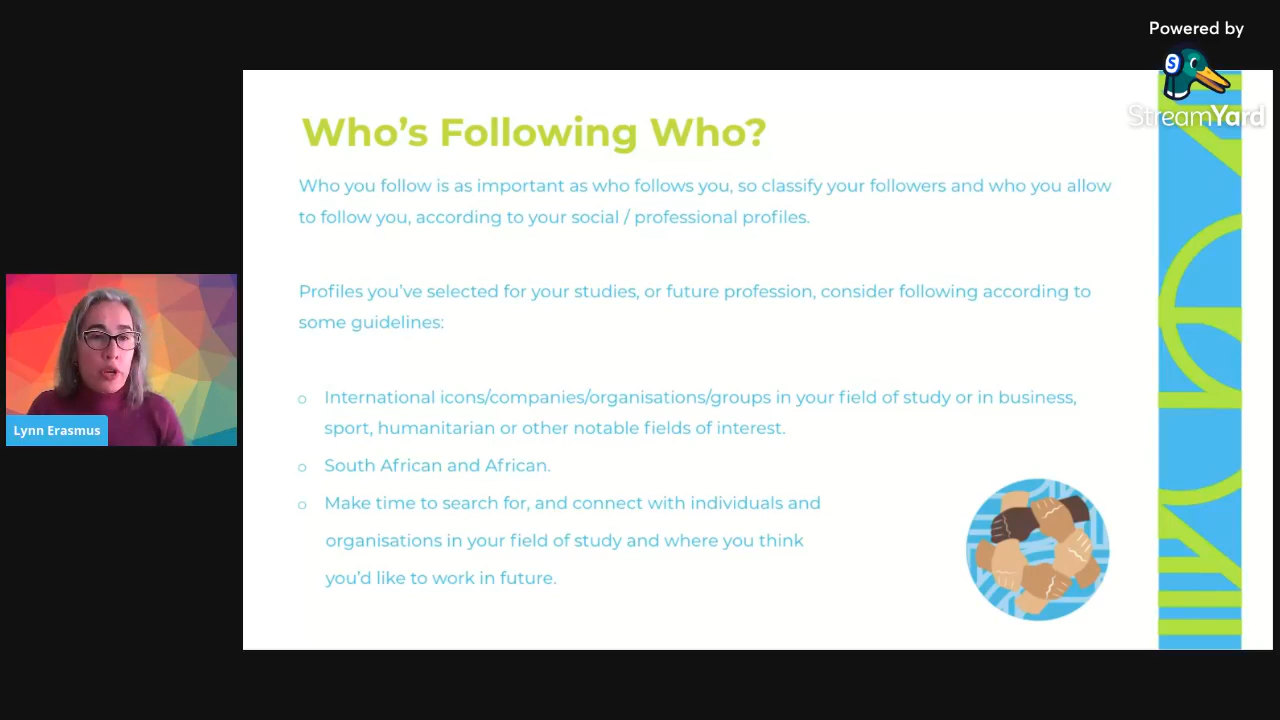 Powered by
StreamYard
Who's Following Who?
Who you follow is as important as who follows you, so classify your followers and who you allow
to follow you, according to your social / professional profiles.
Profiles you've selected for your studies, or future profession, consider following according to
some guidelines:
o International icons/companies/organisations/groups in your field of study or in business,
sport, humanitarian or other notable fields of interest.
o South African and African.
o Make time to search for, and connect with individuals and
organisations in your field of study and where you think
you'd like to work in future.
Lynn Erasmus
S